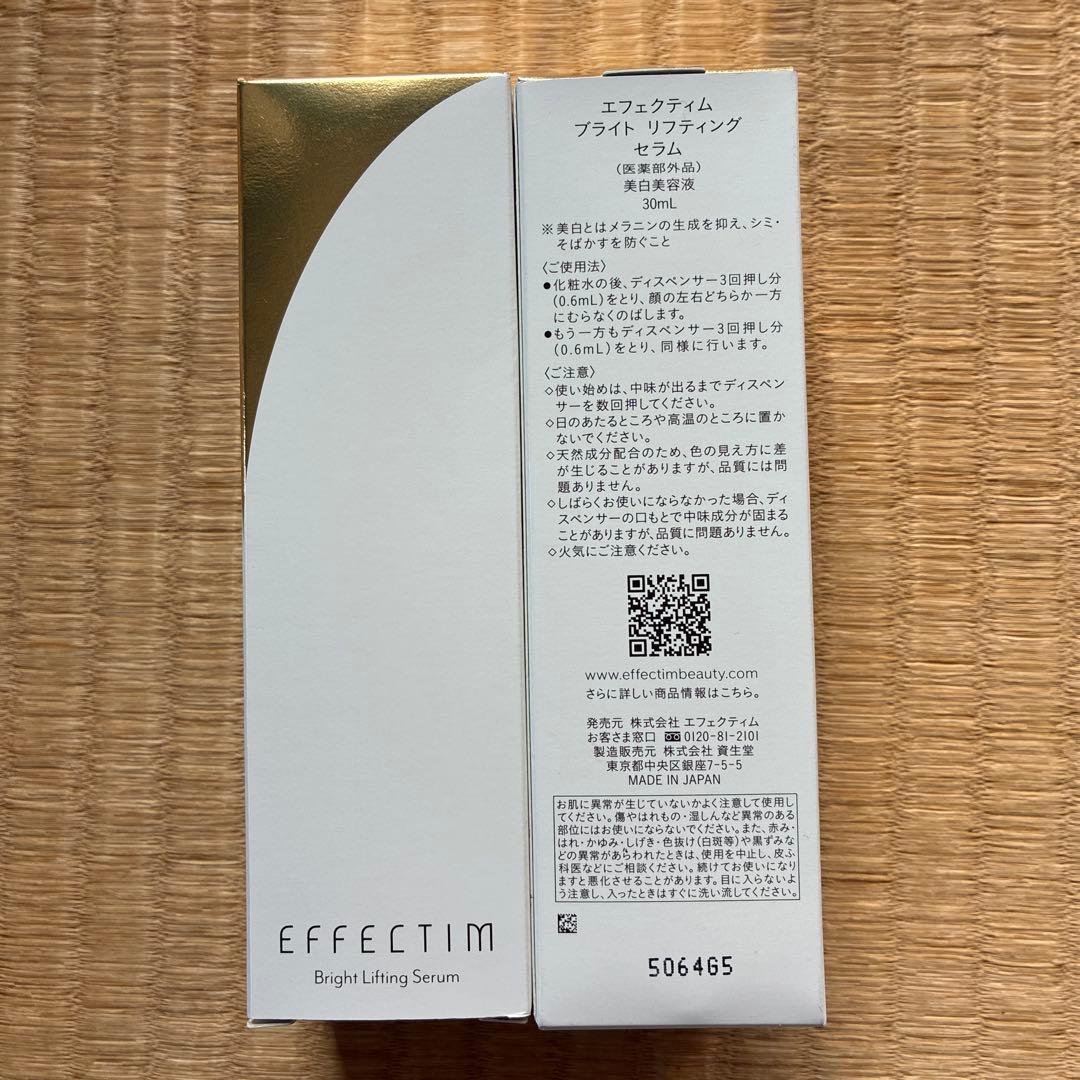 EFFECTIM
Bright Lifting Serum
エフェクティム
ブライト リフティング
セラム
(医薬部外品)
美白美容液
30mL
※美白とはメラニンの生成を抑え、シミ・
そばかすを防ぐこと
〈ご使用法〉
●化粧水の後、ディスペンサー3回押し分
(0.6mL)をとり、顔の左右どちらか一方
にむらなくのばします。
●もう一方もディスペンサー3回押し分
(0.6mL)をとり、同様に行います。
〈ご注意〉
◇使い始めは、中味が出るまでディスペン
サーを数回押してください。
◇日のあたるところや高温のところに置か
ないでください。
◇天然成分配合のため、色の見え方に差
が生じることがありますが、品質には問
題ありません。
◇しばらくお使いにならなかった場合、ディ
スペンサーの口もとで中味成分が固まる
ことがありますが、品質に問題ありません。
◇火気にご注意ください。
www.effectimbeauty.com
さらに詳しい商品情報はこちら。
発売元 株式会社 エフェクティム
お客さま窓口 0120-81-2101
製造販売元 株式会社 資生堂
東京都中央区銀座7-5-5
MADE IN JAPAN
お肌に異常が生じていないかよく注意して使用し
てください。傷やはれもの・湿しんなど異常のある
部位にはお使いにならないでください。また、赤み・
はれ・かゆみ・しげき・色抜け(白斑等)や黒ずみな
どの異常があらわれたときは、使用を中止し、皮ふ
科医などにご相談ください。続けてお使いになり
ますと悪化させることがあります。目に入らないよ
う注意し、入ったときはすぐに洗い流してください。
5064G5